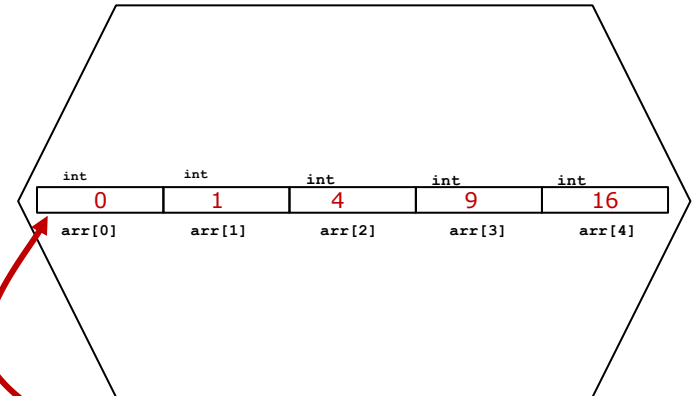 int int int int int
0 1 4 9 16
arr[0] arr[1] arr[2] arr[3] arr[4]